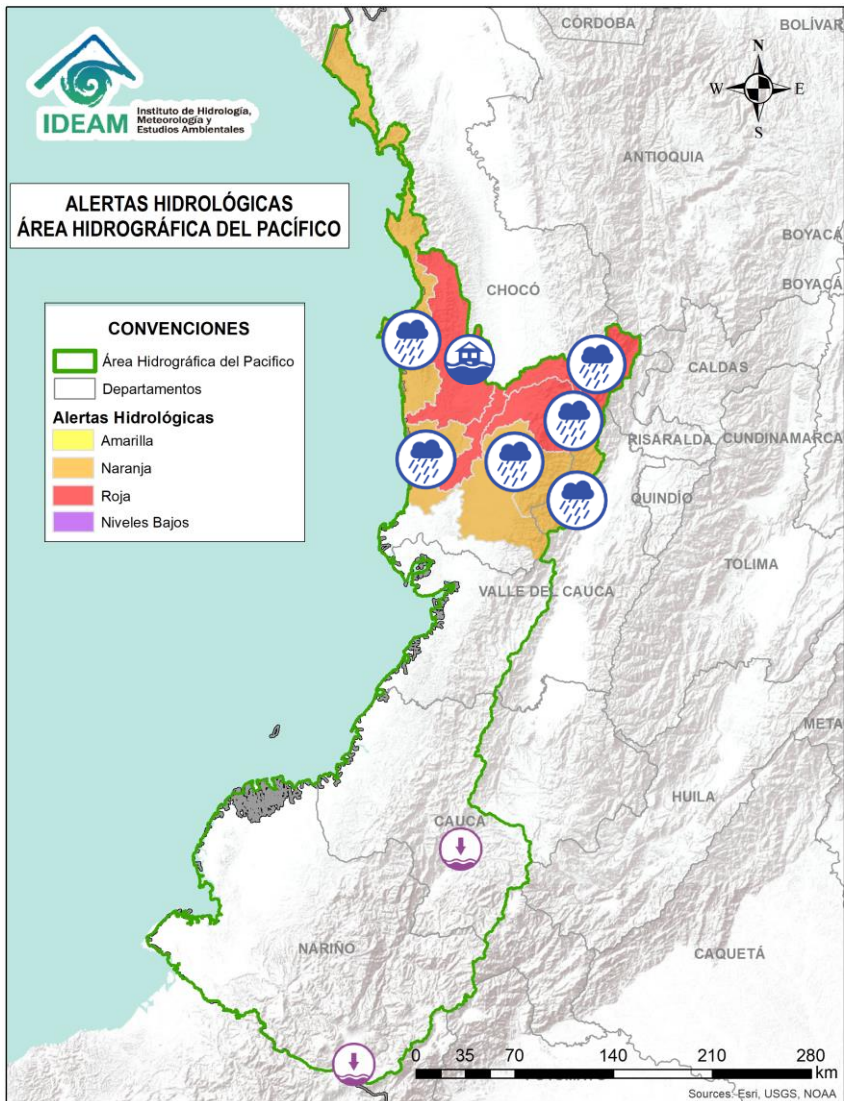 IDEAM
Instituto de Hidrología,
Meteorología y
Estudios Ambientales
ALERTAS HIDROLÓGICAS
ÁREA HIDROGRÁFICA DEL PACÍFICO
CONVENCIONES
Área Hidrográfica del Pacifico
Departamentos
Alertas Hidrológicas
Amarilla
Naranja
Roja
Niveles Bajos
N
W E
S
CÓRDOBA
BOLÍVAR
ANTIOQUIA
BOYACÁ
BOYACÁ
CHOCÓ
CALDAS
RISARALDA
CUNDINAMARCA
QUINDÍO
TOLIMA
VALLE DEL CAUCA
META
HUILA
CAUCA
NARIÑO
CAQUETÁ
0 35 70 140 210 280
km
Sources: Esri, USGS, NOAA